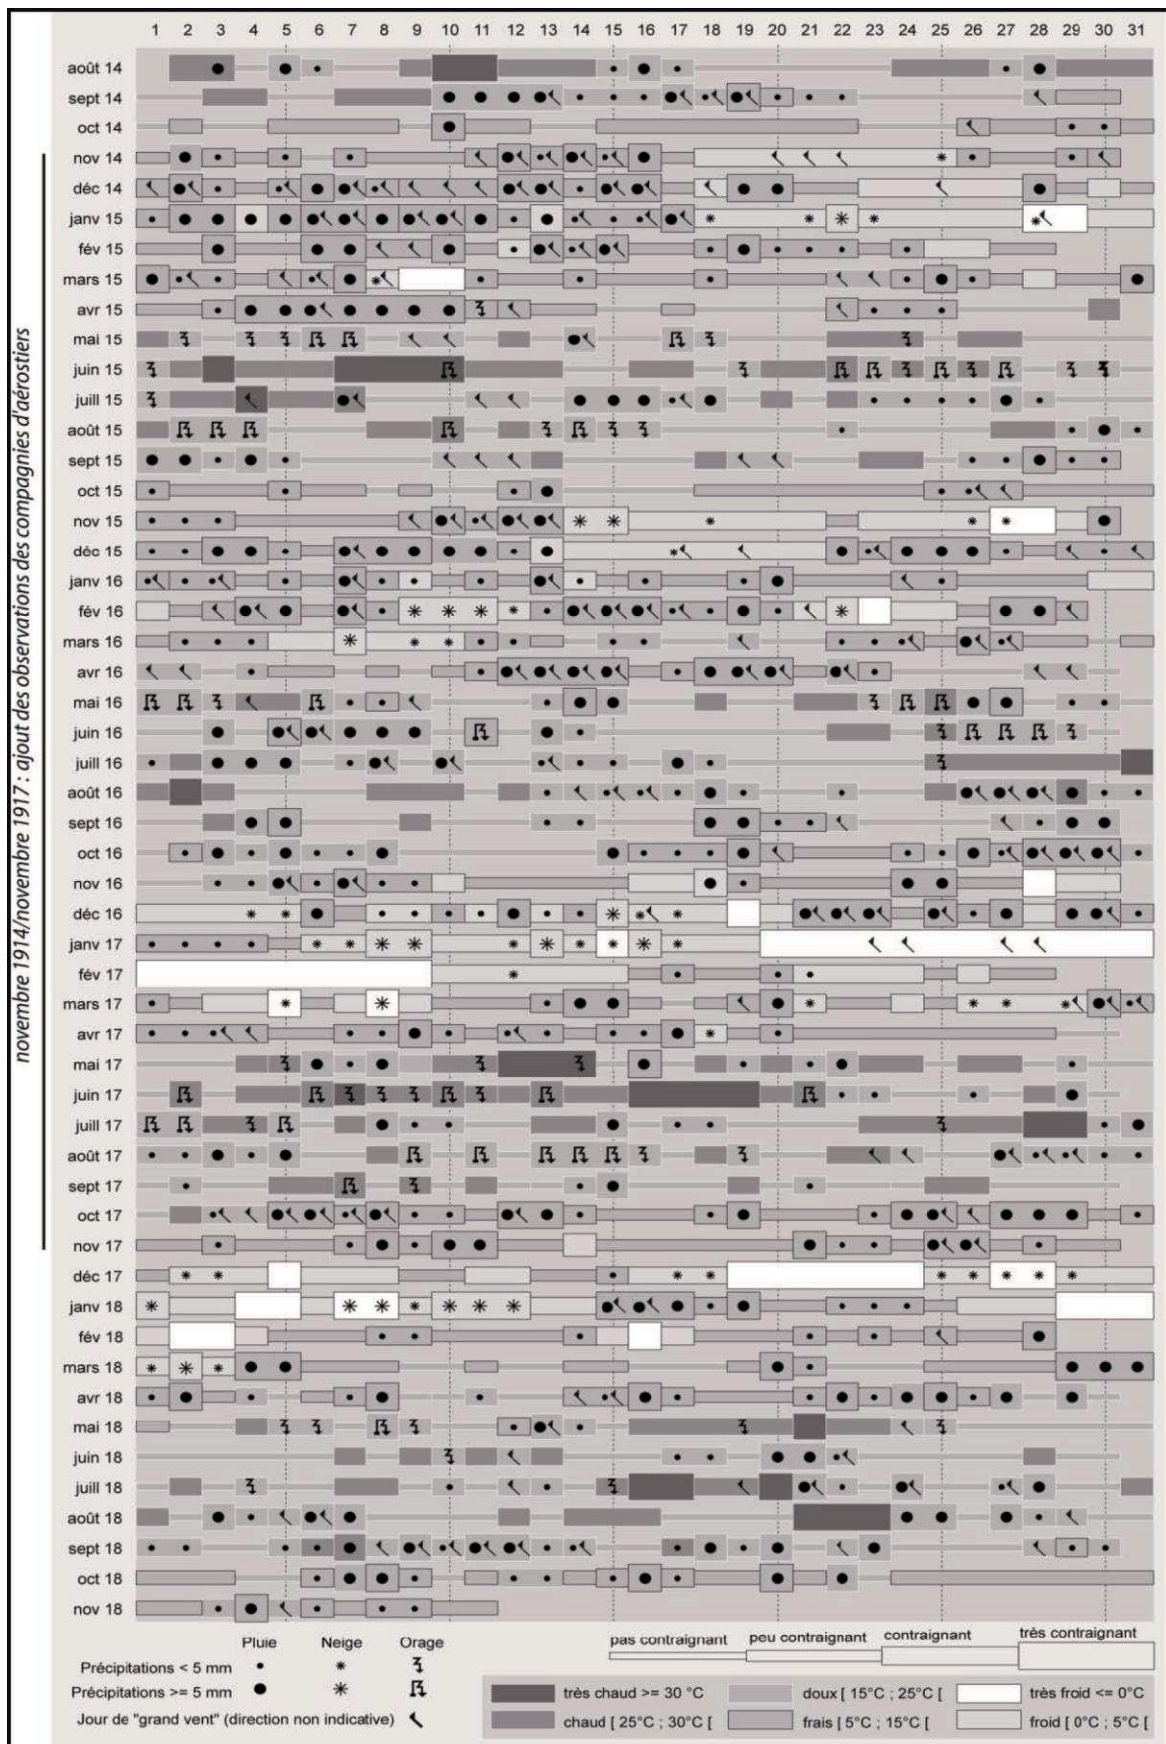 1 2 3 4 5 6 7 8 9 10 11 12 13 14 15 16 17 18 19 20 21 22 23 24 25 26 27 28 29 30 31
août 14
sept 14
oct 14
nov 14
déc 14
janv 15
fév 15
mars 15
avr 15
mai 15
juin 15
juill 15
août 15
sept 15
oct 15
nov 15
déc 15
janv 16
fév 16
mars 16
avr 16
mai 16
juin 16
juill 16
août 16
sept 16
oct 16
nov 16
déc 16
janv 17
fév 17
mars 17
avr 17
mai 17
juin 17
juill 17
août 17
sept 17
oct 17
nov 17
déc 17
janv 18
fév 18
mars 18
avr 18
mai 18
juin 18
juill 18
août 18
sept 18
oct 18
nov 18
novembre 1914/novembre 1917 : ajout des observations des compagnies d'aérostiers
Pluie Neige Orage
Précipitations < 5 mm
Précipitations >= 5 mm
Jour de "grand vent" (direction non indicative)
pas contraignant peu contraignant contraignant très contraignant
très chaud >= 30 °C doux [ 15°C ; 25°C [ très froid <= 0°C
chaud [ 25°C ; 30°C [ frais [ 5°C ; 15°C [ froid [ 0°C ; 5°C [